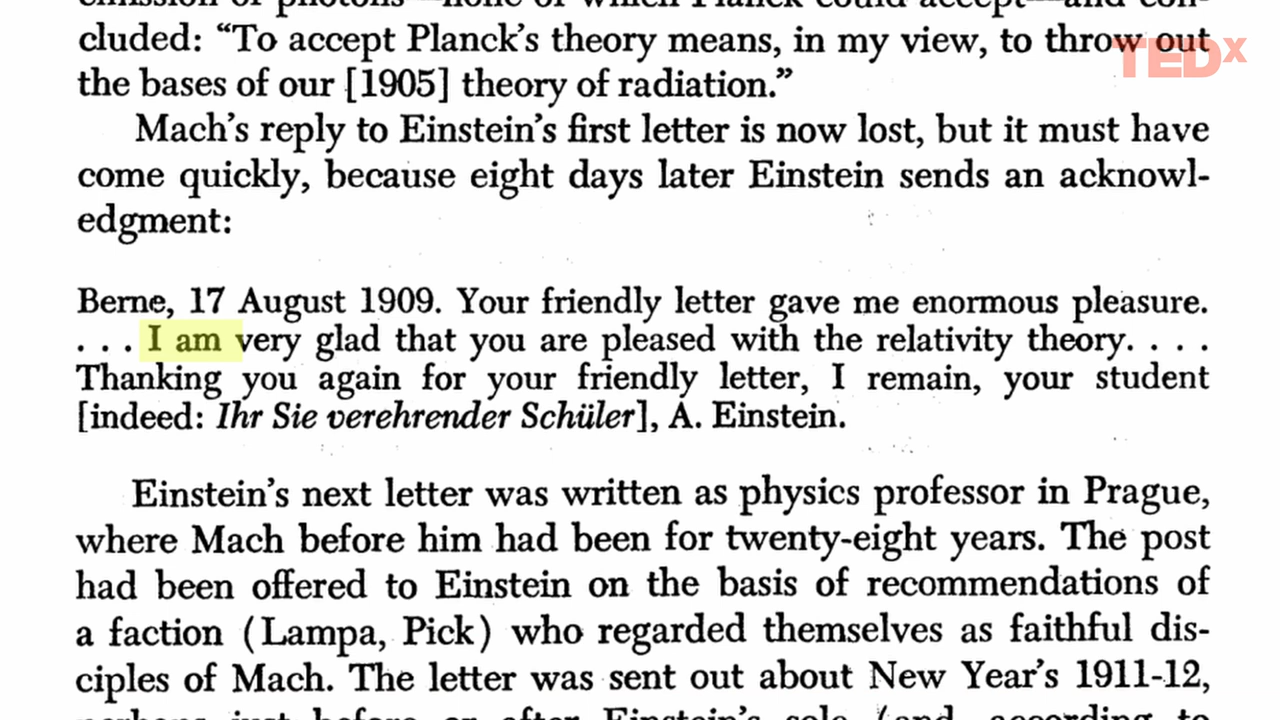 cluded: “To accept Planck’s theory means, in my view, to throw out
the bases of our [1905] theory of radiation.”
Mach’s reply to Einstein’s first letter is now lost, but it must have
come quickly, because eight days later Einstein sends an acknowl-
edgment:
Berne, 17 August 1909. Your friendly letter gave me enormous pleasure.
. . . I am very glad that you are pleased with the relativity theory. . . .
Thanking you again for your friendly letter, I remain, your student
[indeed: Ihr Sie verehrender Schüler], A. Einstein.
Einstein’s next letter was written as physics professor in Prague,
where Mach before him had been for twenty-eight years. The post
had been offered to Einstein on the basis of recommendations of
a faction (Lampa, Pick) who regarded themselves as faithful dis-
ciples of Mach. The letter was sent out about New Year’s 1911-12,
TEDx